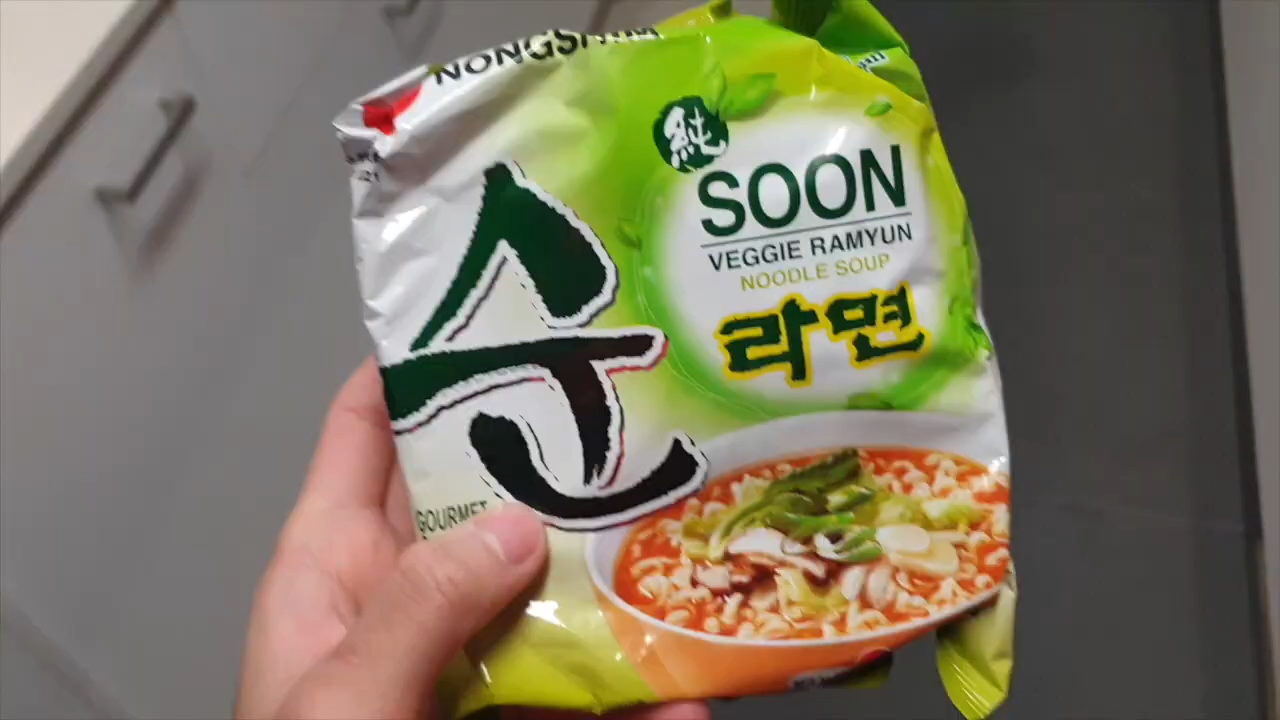 NONGSHIM
純
SOON
VEGGIE RAMYUN
NOODLE SOUP
라면
순
GOURMET